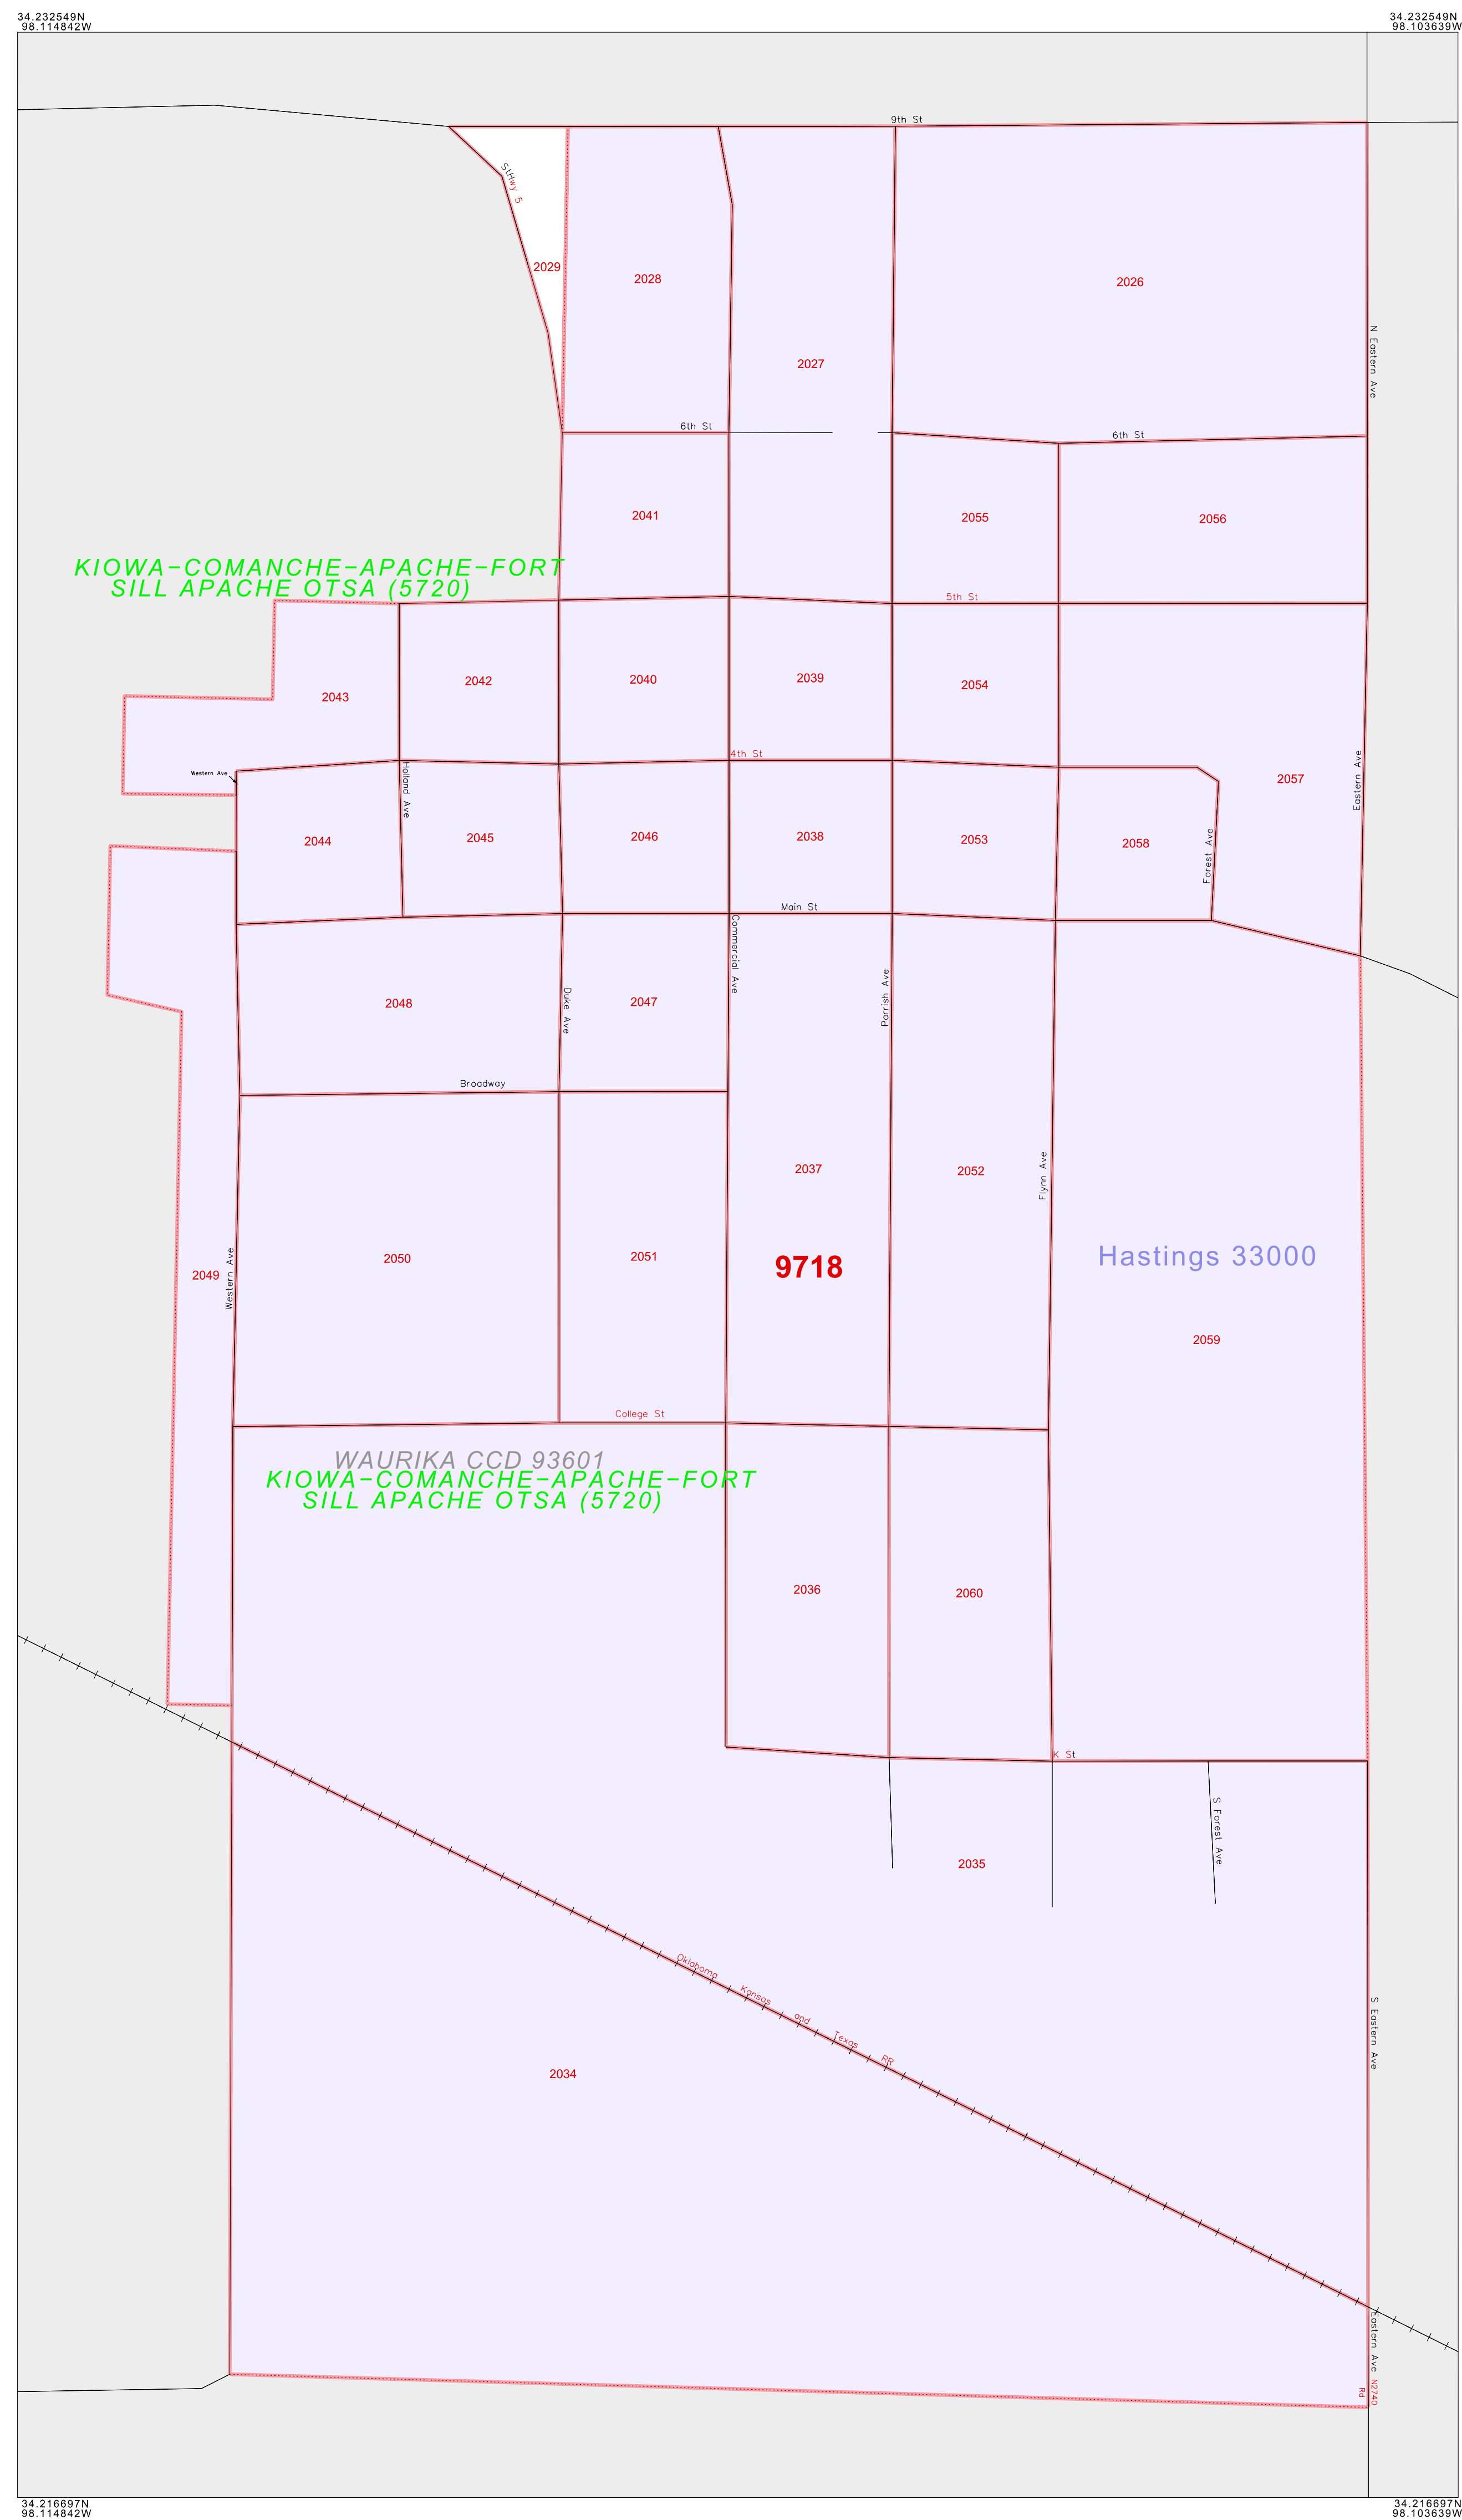 34.232549N
98.114842W
34.232549N
98.103639W
9th St
StHwy 5
2029
2028
2026
N Eastern Ave
2027
6th St
6th St
2041
2055
2056
KIOWA-COMANCHE-APACHE-FORT
SILL APACHE OTSA (5720)
5th St
2043
2042
2040
2039
2054
4th St
Western Ave
Holland Ave
2057
Eastern Ave
2044
2045
2046
2038
2053
2058
Forest Ave
Main St
Commercial Ave
2048
Duke Ave
2047
Parrish Ave
Broadway
2037
2052
Flynn Ave
2049
Western Ave
2050
2051
9718
Hastings 33000
2059
College St
WAURIKA CCD 93601
KIOWA-COMANCHE-APACHE-FORT
SILL APACHE OTSA (5720)
2036
2060
K St
S Forest Ave
2035
Oklahoma Kansas and Texas RR
S Eastern Ave
2034
Eastern Ave
N2740
Rd
34.216697N
98.114842W
34.216697N
98.103639W